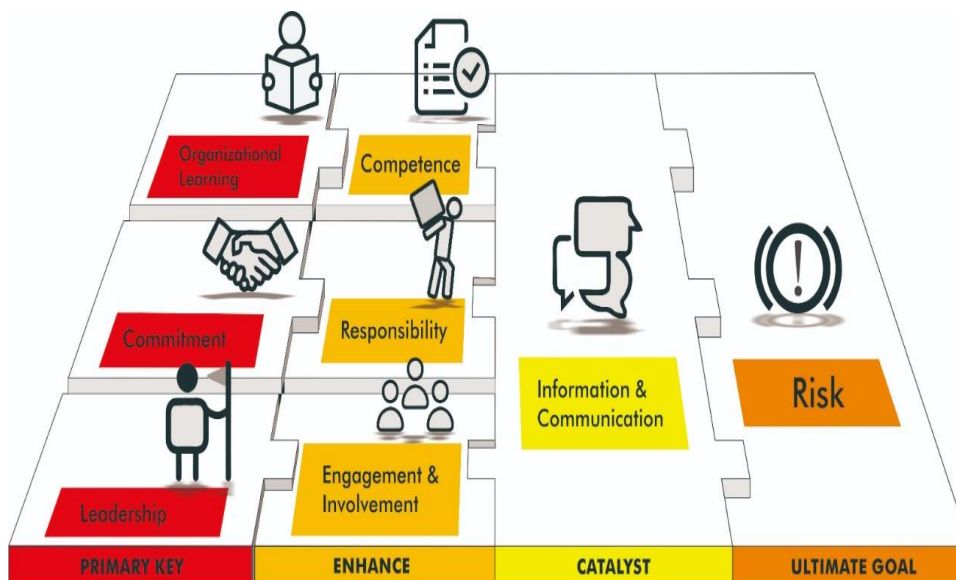 Organizational
Learning
Competence
Commitment
Responsibility
Information &
Communication
Risk
Leadership
Engagement &
Involvement
PRIMARY KEY
ENHANCE
CATALYST
ULTIMATE GOAL